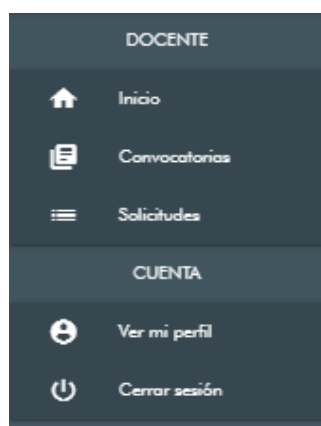 DOCENTE
Inicio
Convocatorias
Solicitudes
CUENTA
Ver mi perfil
Cerrar sesión